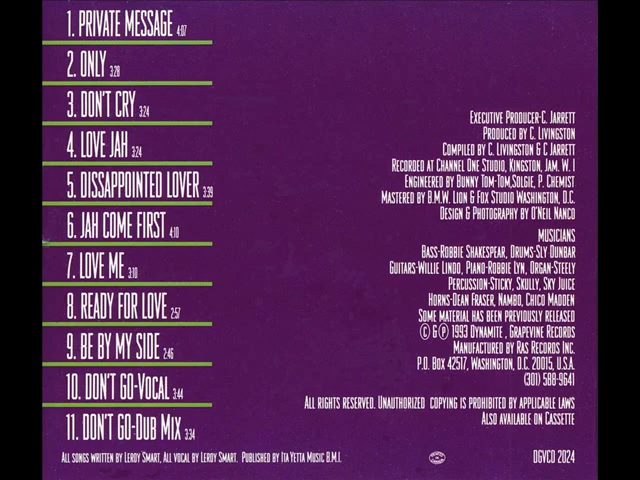 1. PRIVATE MESSAGE 4:07
2. ONLY 3:28
3. DON'T CRY 3:24
4. LOVE JAH 3:24
5. DISSAPPOINTED LOVER 3:39
6. JAH COME FIRST 4:10
7. LOVE ME 3:10
8. READY FOR LOVE 2:57
9. BE BY MY SIDE 2:46
10. DON'T GO-VOCAL 3:44
11. DON'T GO-DUB MIX 3:34
EXECUTIVE PRODUCER-C. JARRETT
PRODUCED BY C. LIVINGSTON
COMPILED BY C. LIVINGSTON & C JARRETT
RECORDED AT CHANNEL ONE STUDIO, KINGSTON, JAM. W. I
ENGINEERED BY BUNNY TOM-TOM,SOLGIE, P. CHEMIST
MASTERED BY B.M.W. LION & FOX STUDIO WASHINGTON, D.C.
DESIGN & PHOTOGRAPHY BY O'NEIL NANCO
MUSICIANS
BASS-ROBBIE SHAKESPEAR, DRUMS-SLY DUNBAR
GUITARS-WILLIE LINDO, PIANO-ROBBIE LYN, ORGAN-STEELY
PERCUSSION-STICKY, SKULLY, SKY JUICE
HORNS-DEAN FRASER, NAMBO, CHICO MADDEN
SOME MATERIAL HAS BEEN PREVIOUSLY RELEASED
© & ℗ 1993 DYNAMITE , GRAPEVINE RECORDS
MANUFACTURED BY RAS RECORDS INC.
P.O. BOX 42517, WASHINGTON, D.C. 20015, U.S.A.
(301) 588-9641
ALL RIGHTS RESERVED. UNAUTHORIZED COPYING IS PROHIBITED BY APPLICABLE LAWS
ALSO AVAILABLE ON CASSETTE
ALL SONGS WRITTEN BY LEROY SMART, ALL VOCAL BY LEROY SMART. PUBLISHED BY ITA YETTA MUSIC B.M.I.
DGVCD 2024